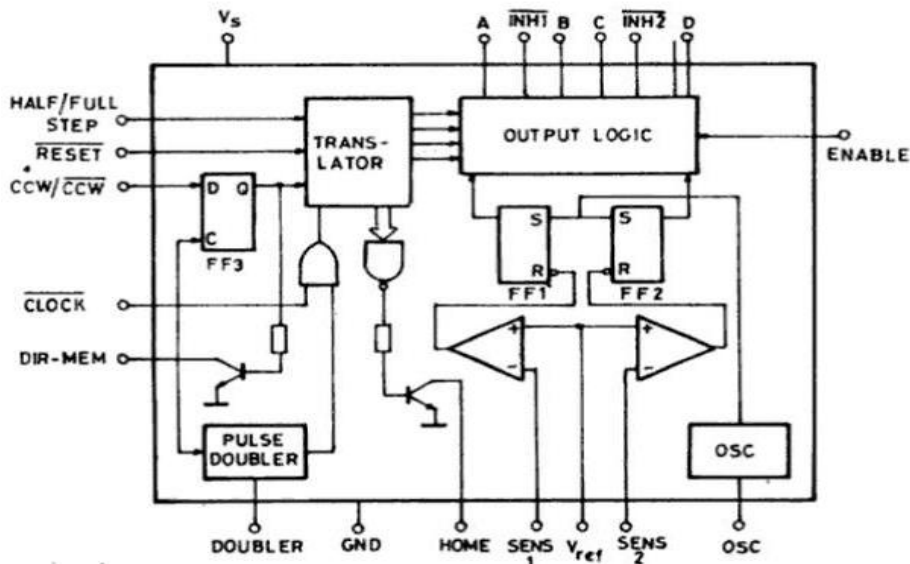 Vs
A INH1 B C INH2 D
HALF/FULL
STEP
RESET
CCW/CCW
TRANS-
LATOR
OUTPUT LOGIC
ENABLE
D Q
C
FF3
S
R
FF1
S
R
FF2
CLOCK
DIR-MEM
+
-
+
-
PULSE
DOUBLER
OSC
DOUBLER
GND
HOME
SENS
1
Vref
SENS
2
OSC